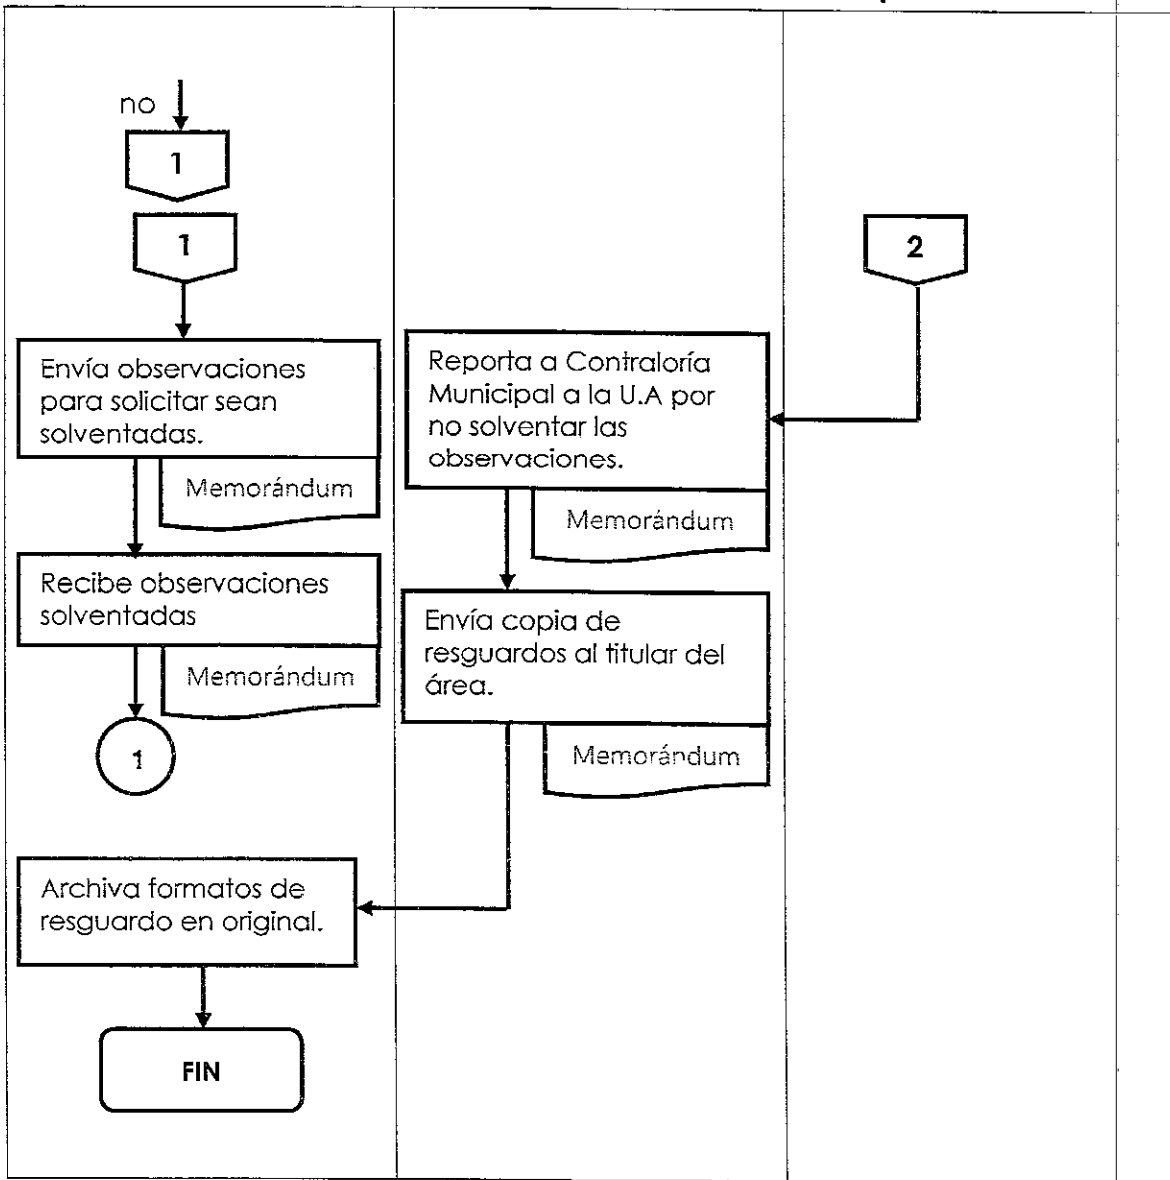 no
1
1
Envía observaciones
para solicitar sean
solventadas.
Memorándum
Recibe observaciones
solventadas
Memorándum
1
Archiva formatos de
resguardo en original.
FIN
Reporta a Contraloría
Municipal a la U.A por
no solventar las
observaciones.
Memorándum
Envía copia de
resguardos al titular del
área.
Memorándum
2